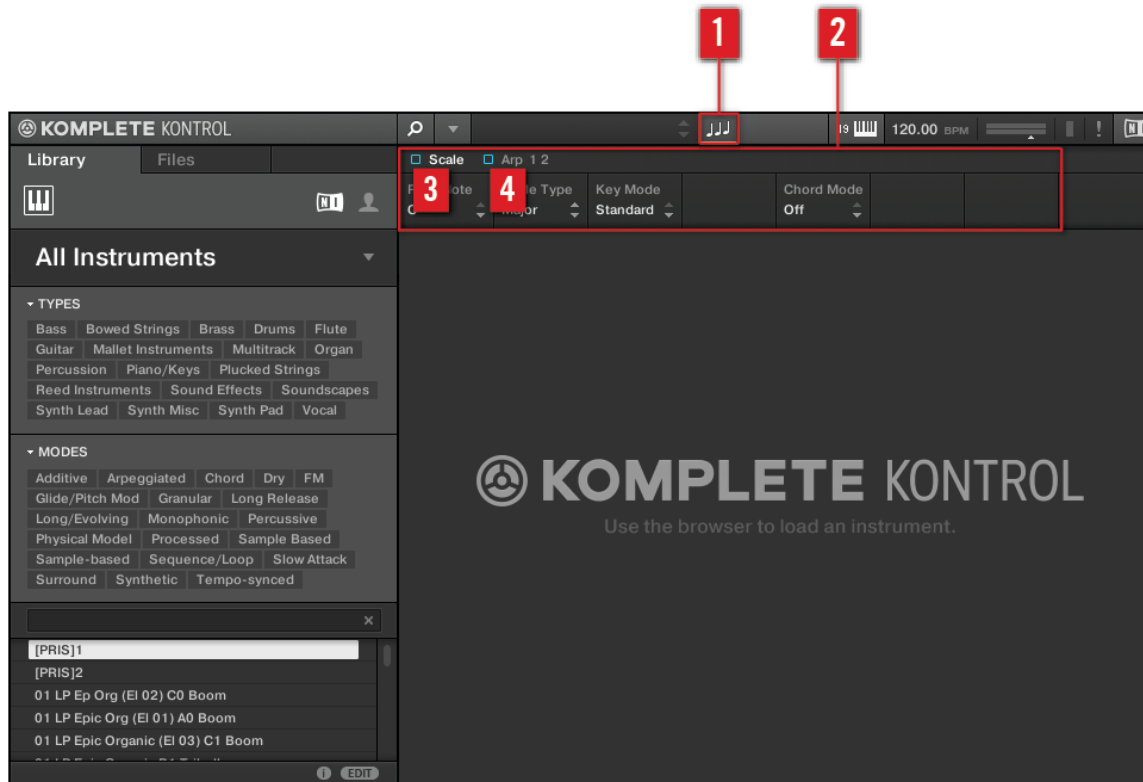 1 2
KOMPLETE KONTROL 19 120.00 BPM
Library Files
Scale Arp 1 2
3 4 Type Key Mode Chord Mode
Standard Off
All Instruments
TYPES
Bass Bowed Strings Brass Drums Flute
Guitar Mallet Instruments Multitrack Organ
Percussion Piano/Keys Plucked Strings
Reed Instruments Sound Effects Soundscapes
Synth Lead Synth Misc Synth Pad Vocal
MODES
Additive Arpeggiated Chord Dry FM
Glide/Pitch Mod Granular Long Release
Long/Evolving Monophonic Percussive
Physical Model Processed Sample Based
Sample-based Sequence/Loop Slow Attack
Surround Synthetic Tempo-synced
KOMPLETE KONTROL
Use the browser to load an instrument.
[PRIS]1
[PRIS]2
01 LP Ep Org (El 02) C0 Boom
01 LP Epic Org (El 01) A0 Boom
01 LP Epic Organic (El 03) C1 Boom
i EDIT